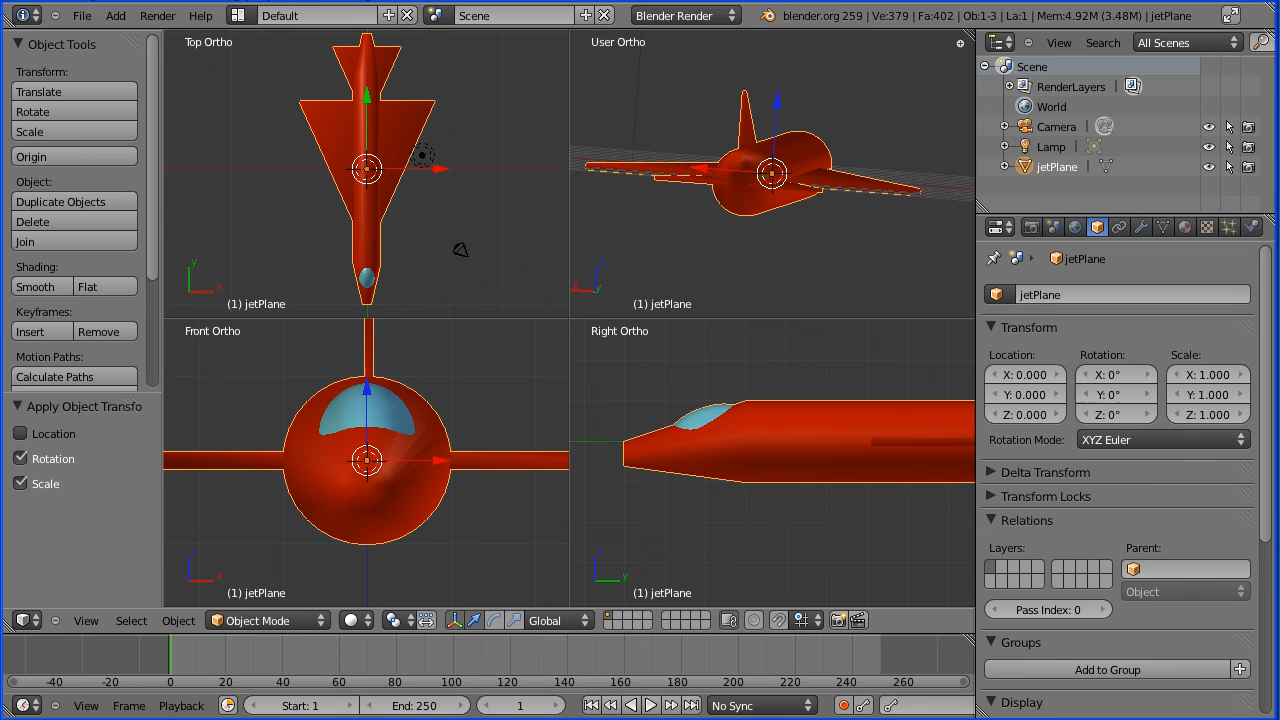 File Add Render Help Default Scene Blender Render blender.org 259 | Ve:379 | Fa:402 | Ob:1-3 | La:1 | Mem:4.92M (3.48M) | jetPlane
Object Tools
Transform:
Translate
Rotate
Scale
Origin
Object:
Duplicate Objects
Delete
Join
Shading:
Smooth Flat
Keyframes:
Insert Remove
Motion Paths:
Calculate Paths
Apply Object Transfo
Location
Rotation
Scale
Top Ortho
y
x
(1) jetPlane
User Ortho
(1) jetPlane
Front Ortho
x
(1) jetPlane
Right Ortho
y
(1) jetPlane
View Select Object Object Mode Global
-40 -20 0 20 40 60 80 100 120 140 160 180 200 220 240 260
View Frame Playback Start: 1 End: 250 1 No Sync
View Search All Scenes
Scene
RenderLayers
World
Camera
Lamp
jetPlane
jetPlane
jetPlane
Transform
Location: Rotation: Scale:
X: 0.000 X: 0° X: 1.000
Y: 0.000 Y: 0° Y: 1.000
Z: 0.000 Z: 0° Z: 1.000
Rotation Mode: XYZ Euler
Delta Transform
Transform Locks
Relations
Layers: Parent:
Object
Pass Index: 0
Groups
Add to Group
Display